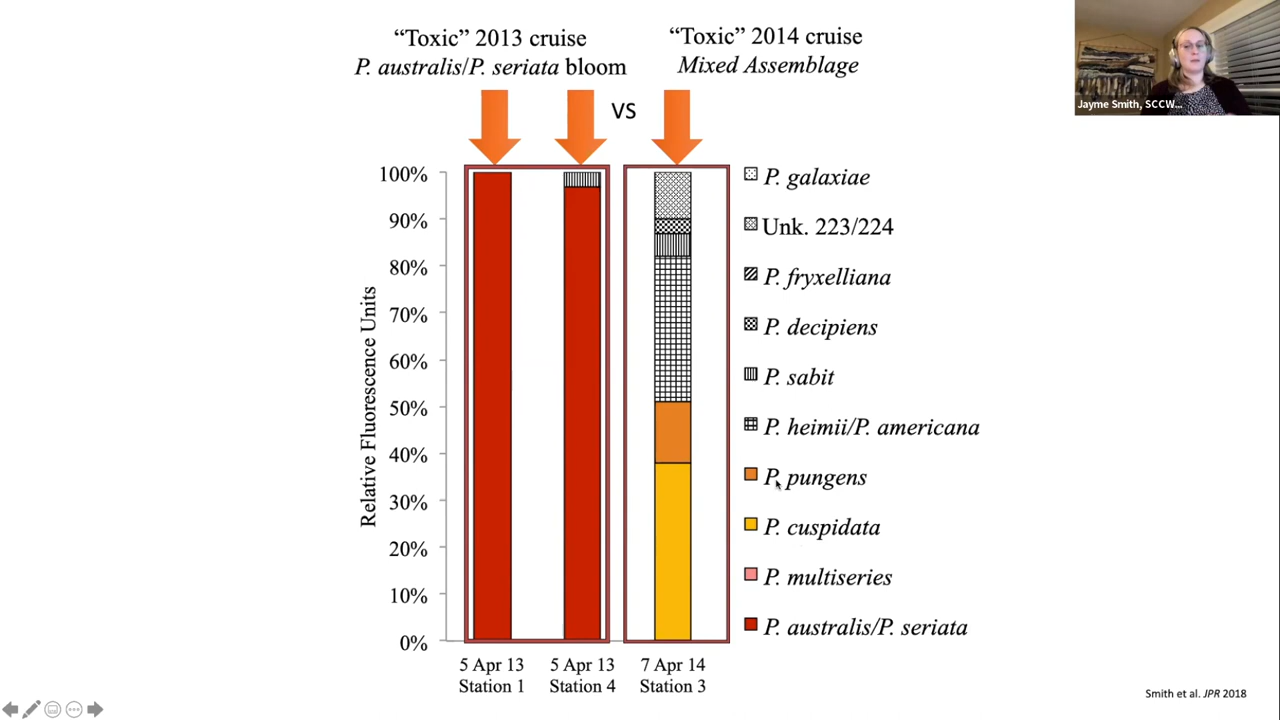 “Toxic” 2013 cruise
P. australis/P. seriata bloom
“Toxic” 2014 cruise
Mixed Assemblage
VS
Jayme Smith, SCCW...
Relative Fluorescence Units
100%
90%
80%
70%
60%
50%
40%
30%
20%
10%
0%
5 Apr 13
Station 1
5 Apr 13
Station 4
7 Apr 14
Station 3
P. galaxiae
Unk. 223/224
P. fryxelliana
P. decipiens
P. sabit
P. heimii/P. americana
P. pungens
P. cuspidata
P. multiseries
P. australis/P. seriata
Smith et al. JPR 2018